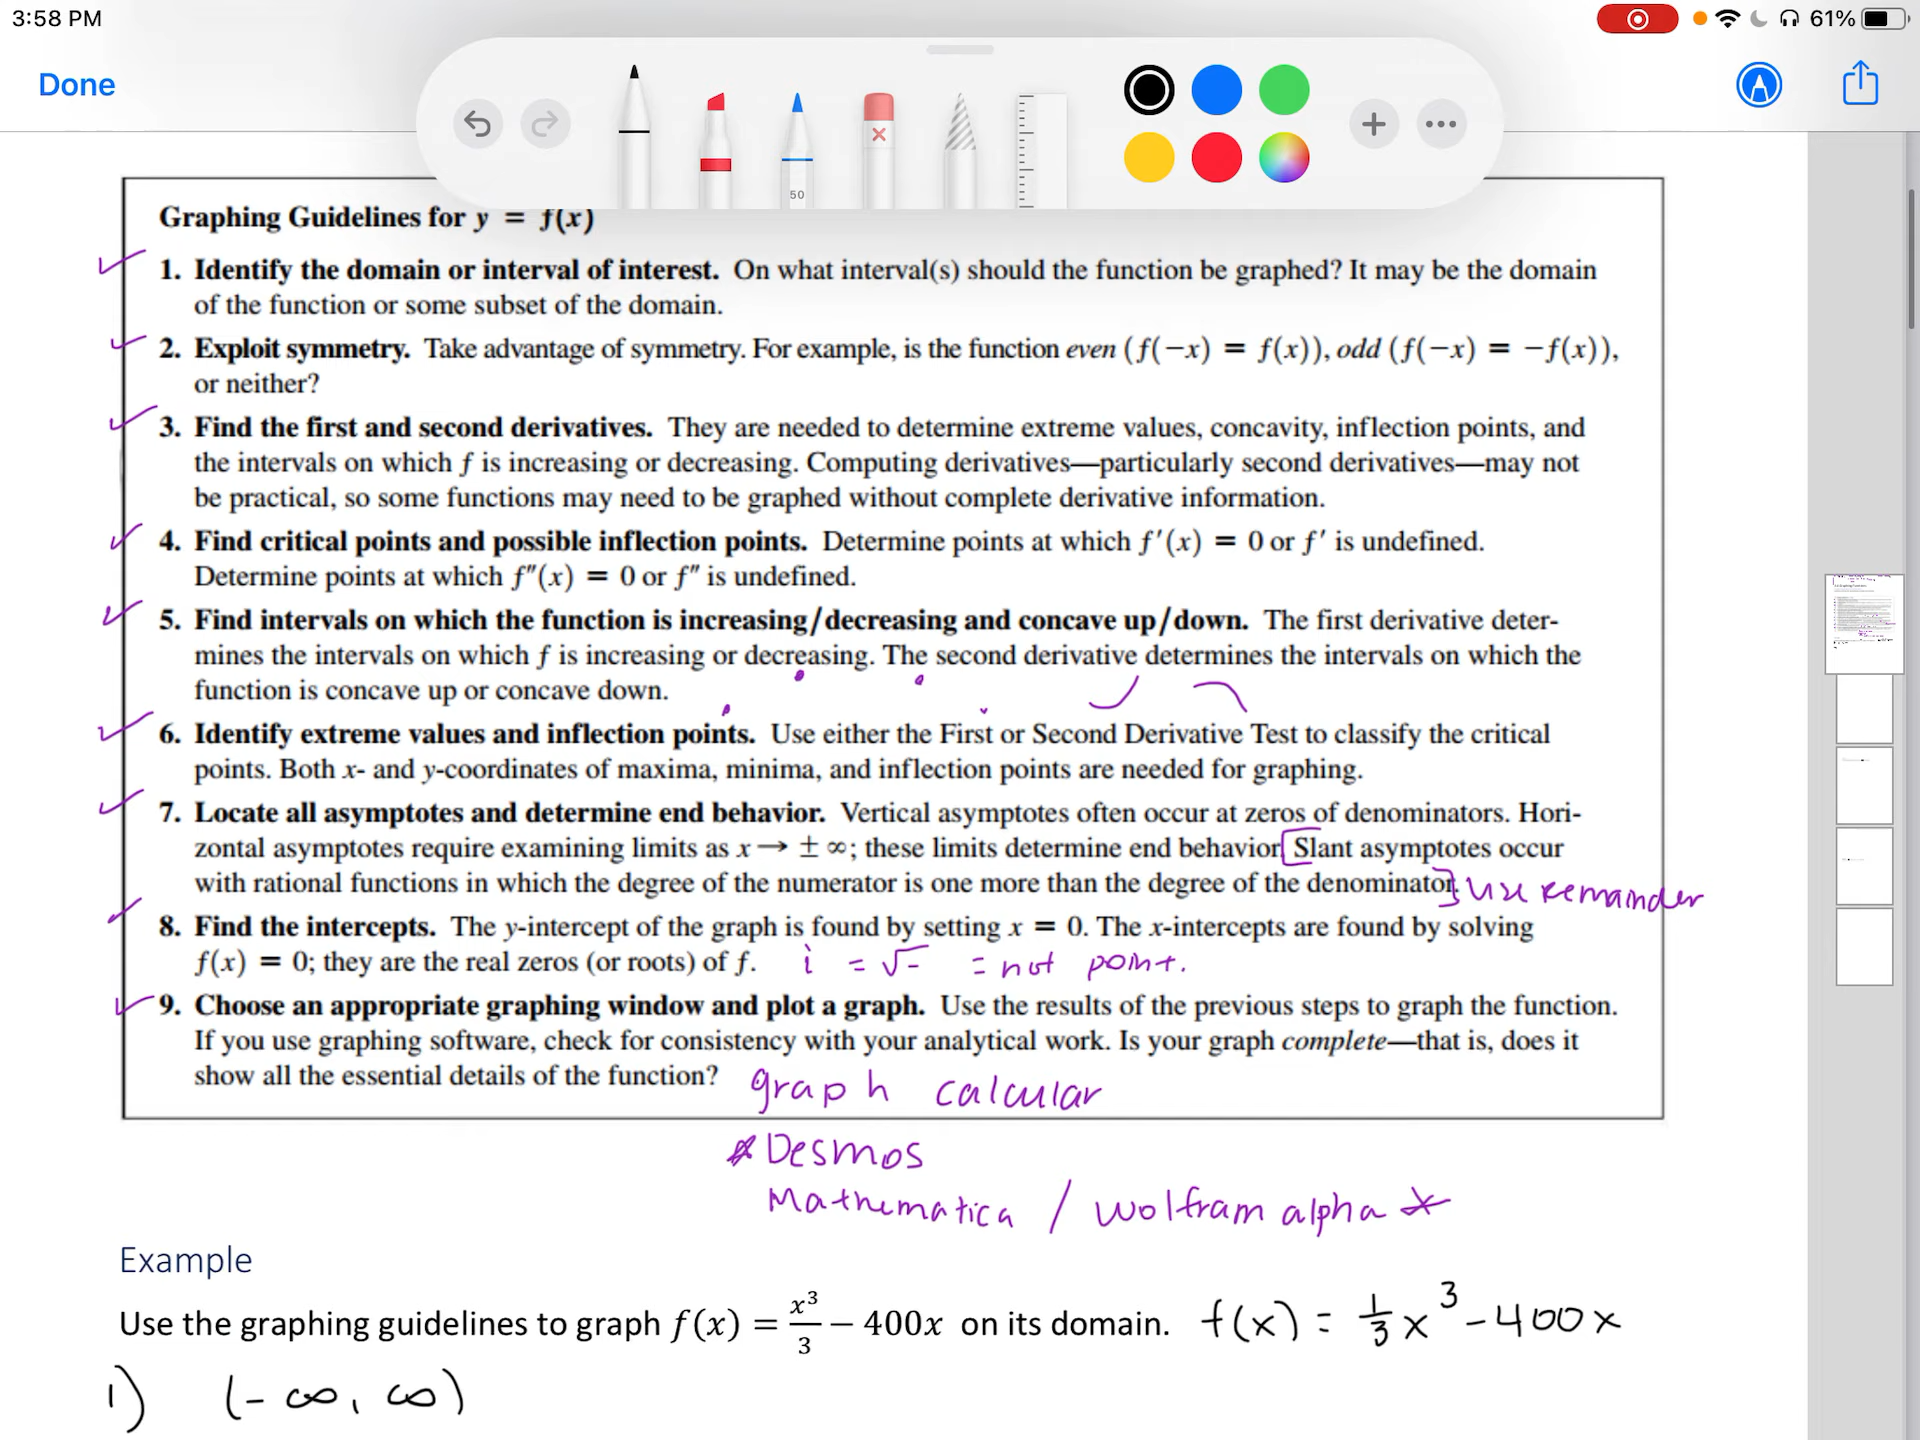 3:58 PM
61%
Done
50
Graphing Guidelines for y = f(x)
1. Identify the domain or interval of interest. On what interval(s) should the function be graphed? It may be the domain
of the function or some subset of the domain.
2. Exploit symmetry. Take advantage of symmetry. For example, is the function even (f(−x) = f(x)), odd (f(−x) = −f(x)),
or neither?
3. Find the first and second derivatives. They are needed to determine extreme values, concavity, inflection points, and
the intervals on which f is increasing or decreasing. Computing derivatives—particularly second derivatives—may not
be practical, so some functions may need to be graphed without complete derivative information.
4. Find critical points and possible inflection points. Determine points at which f′(x) = 0 or f′ is undefined.
Determine points at which f″(x) = 0 or f″ is undefined.
5. Find intervals on which the function is increasing/decreasing and concave up/down. The first derivative deter-
mines the intervals on which f is increasing or decreasing. The second derivative determines the intervals on which the
function is concave up or concave down.
6. Identify extreme values and inflection points. Use either the First or Second Derivative Test to classify the critical
points. Both x- and y-coordinates of maxima, minima, and inflection points are needed for graphing.
7. Locate all asymptotes and determine end behavior. Vertical asymptotes often occur at zeros of denominators. Hori-
zontal asymptotes require examining limits as x → ± ∞; these limits determine end behavior. [Slant asymptotes occur
with rational functions in which the degree of the numerator is one more than the degree of the denominator.] use remainder
8. Find the intercepts. The y-intercept of the graph is found by setting x = 0. The x-intercepts are found by solving
f(x) = 0; they are the real zeros (or roots) of f. i = √- = not point.
9. Choose an appropriate graphing window and plot a graph. Use the results of the previous steps to graph the function.
If you use graphing software, check for consistency with your analytical work. Is your graph complete—that is, does it
show all the essential details of the function? graph calcular
* Desmos
Mathematica / wolfram alpha *
Example
Use the graphing guidelines to graph f(x) = x³/3 − 400x on its domain. f(x) = 1/3 x³ - 400x
1) (- ∞, ∞)